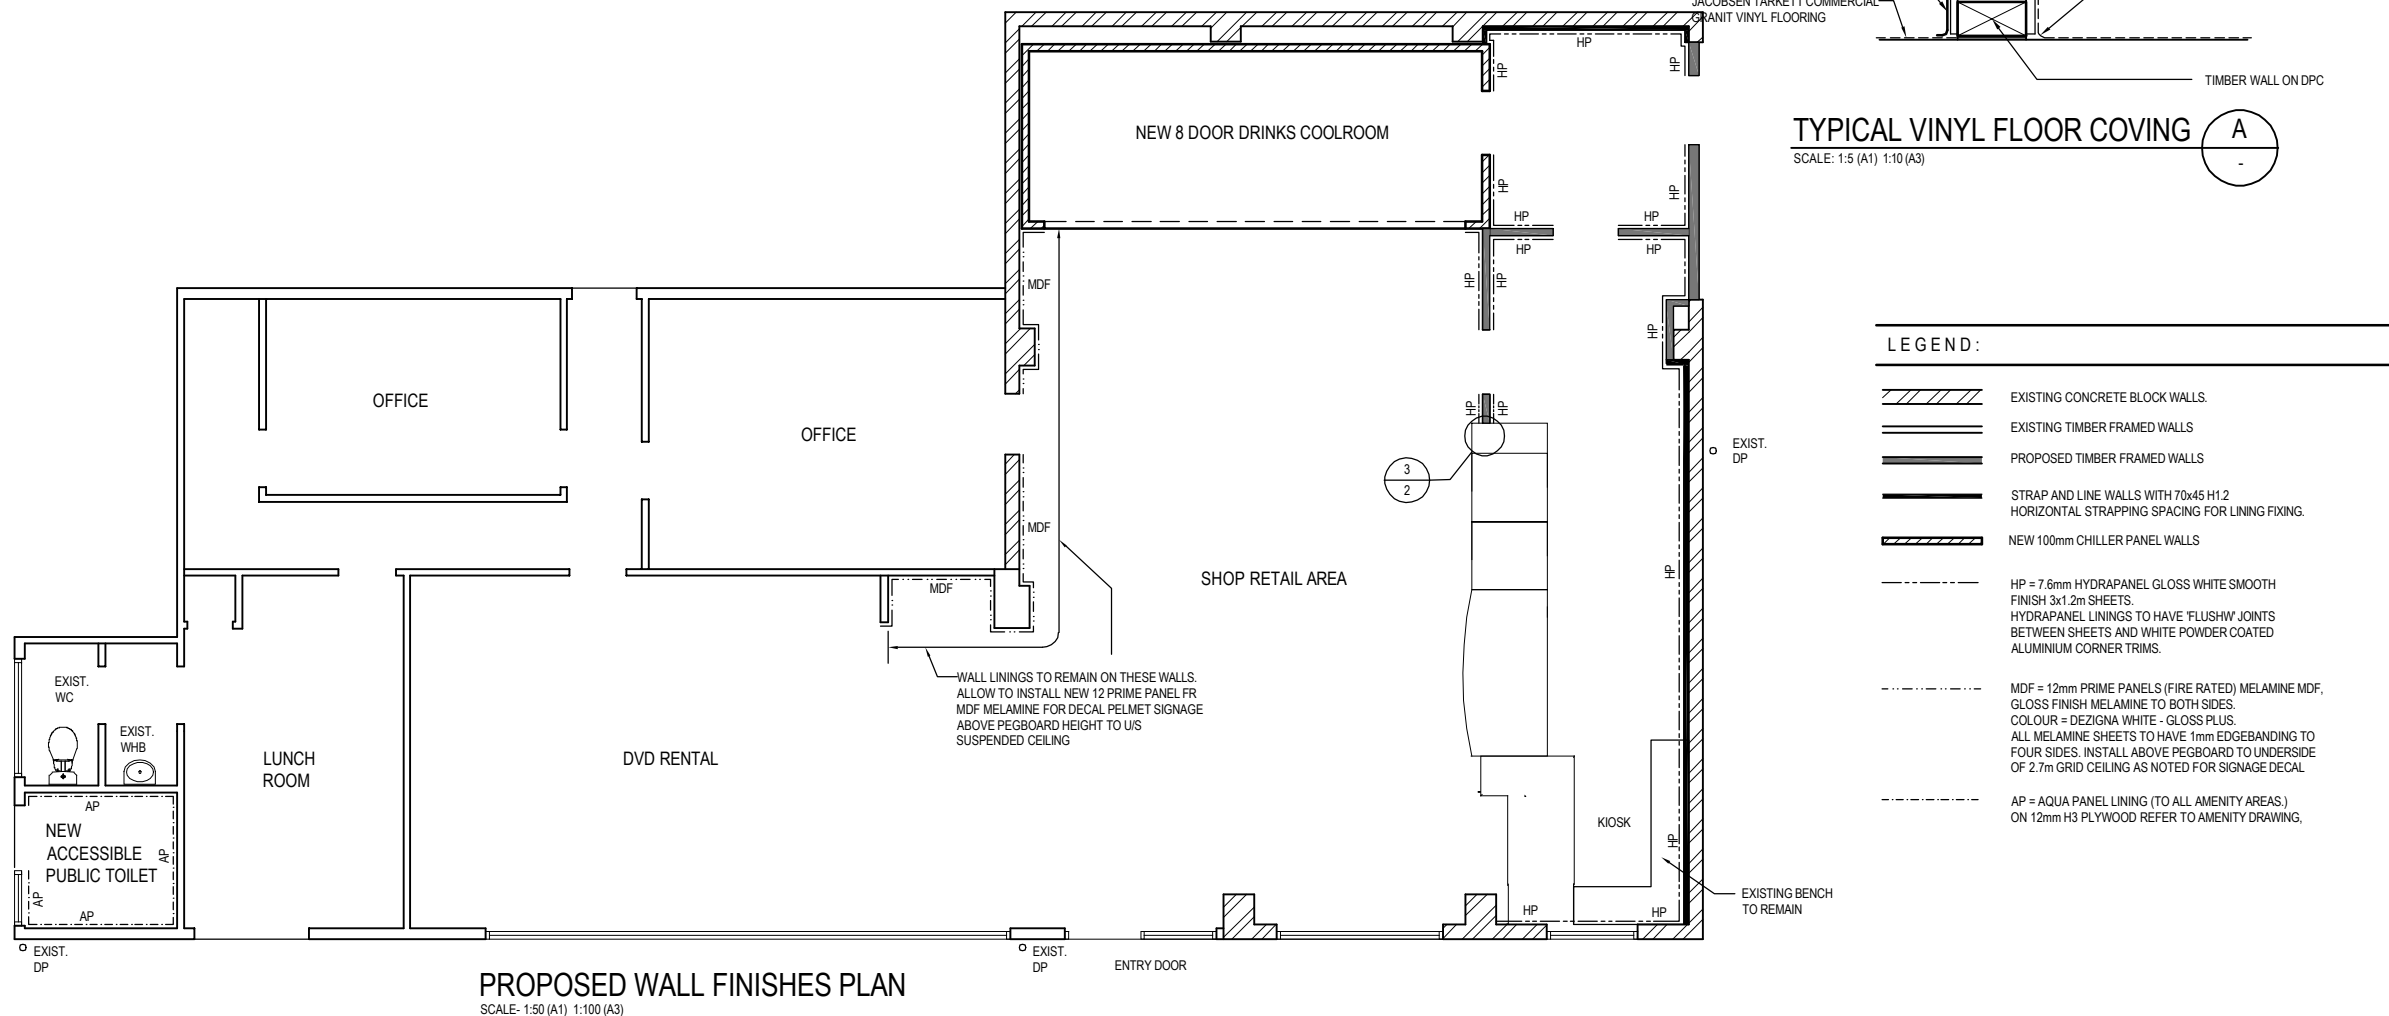 JACOBSEN TARKETT COMMERCIAL
GRANIT VINYL FLOORING
TIMBER WALL ON DPC
TYPICAL VINYL FLOOR COVING
A
-
SCALE: 1:5 (A1) 1:10 (A3)
HP
HP
HP
NEW 8 DOOR DRINKS COOLROOM
HP
HP
HP
HP
HP
HP
HP
HP
MDF
HP
LEGEND:
EXISTING CONCRETE BLOCK WALLS.
EXISTING TIMBER FRAMED WALLS
PROPOSED TIMBER FRAMED WALLS
STRAP AND LINE WALLS WITH 70x45 H1.2
HORIZONTAL STRAPPING SPACING FOR LINING FIXING.
NEW 100mm CHILLER PANEL WALLS
HP = 7.6mm HYDRAPANEL GLOSS WHITE SMOOTH
FINISH 3x1.2m SHEETS.
HYDRAPANEL LININGS TO HAVE 'FLUSHW' JOINTS
BETWEEN SHEETS AND WHITE POWDER COATED
ALUMINIUM CORNER TRIMS.
MDF = 12mm PRIME PANELS (FIRE RATED) MELAMINE MDF,
GLOSS FINISH MELAMINE TO BOTH SIDES.
COLOUR = DEZIGNA WHITE - GLOSS PLUS.
ALL MELAMINE SHEETS TO HAVE 1mm EDGEBANDING TO
FOUR SIDES. INSTALL ABOVE PEGBOARD TO UNDERSIDE
OF 2.7m GRID CEILING AS NOTED FOR SIGNAGE DECAL
AP = AQUA PANEL LINING (TO ALL AMENITY AREAS.)
ON 12mm H3 PLYWOOD REFER TO AMENITY DRAWING,
OFFICE
OFFICE
HP
HP
EXIST.
DP
3
2
MDF
SHOP RETAIL AREA
HP
MDF
WALL LININGS TO REMAIN ON THESE WALLS.
ALLOW TO INSTALL NEW 12 PRIME PANEL FR
MDF MELAMINE FOR DECAL PELMET SIGNAGE
ABOVE PEGBOARD HEIGHT TO U/S
SUSPENDED CEILING
EXIST.
WC
EXIST.
WHB
LUNCH
ROOM
DVD RENTAL
AP
NEW
ACCESSIBLE
PUBLIC TOILET
AP
AP
AP
KIOSK
HP
EXISTING BENCH
TO REMAIN
HP
HP
EXIST.
DP
EXIST.
DP
ENTRY DOOR
PROPOSED WALL FINISHES PLAN
SCALE- 1:50 (A1) 1:100 (A3)